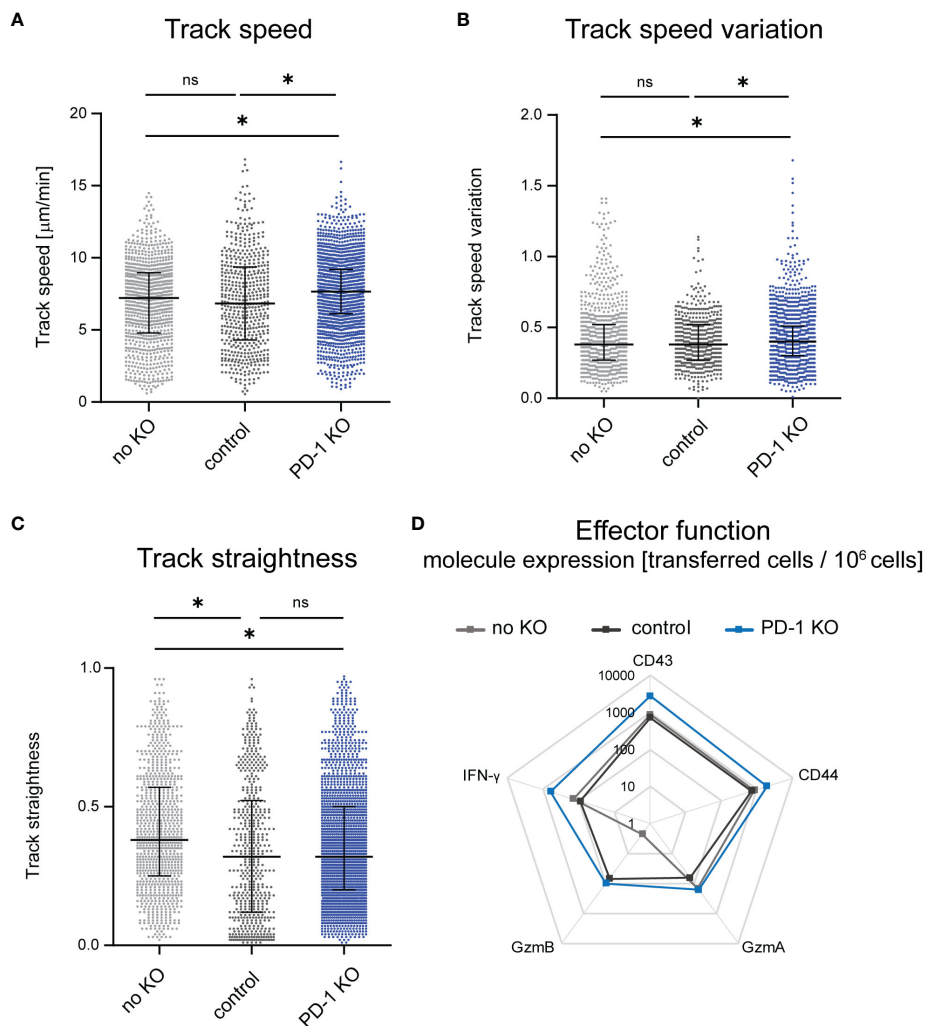 A
Track speed
ns
*
*
Track speed [μm/min]
20
15
10
5
0
no KO
control
PD-1 KO
B
Track speed variation
ns
*
*
Track speed variation
2.0
1.5
1.0
0.5
0.0
no KO
control
PD-1 KO
C
Track straightness
*
ns
*
Track straightness
1.0
0.5
0.0
no KO
control
PD-1 KO
D
Effector function
molecule expression [transferred cells / 10⁶ cells]
no KO
control
PD-1 KO
CD43
10000
1000
100
10
1
IFN-γ
CD44
GzmB
GzmA